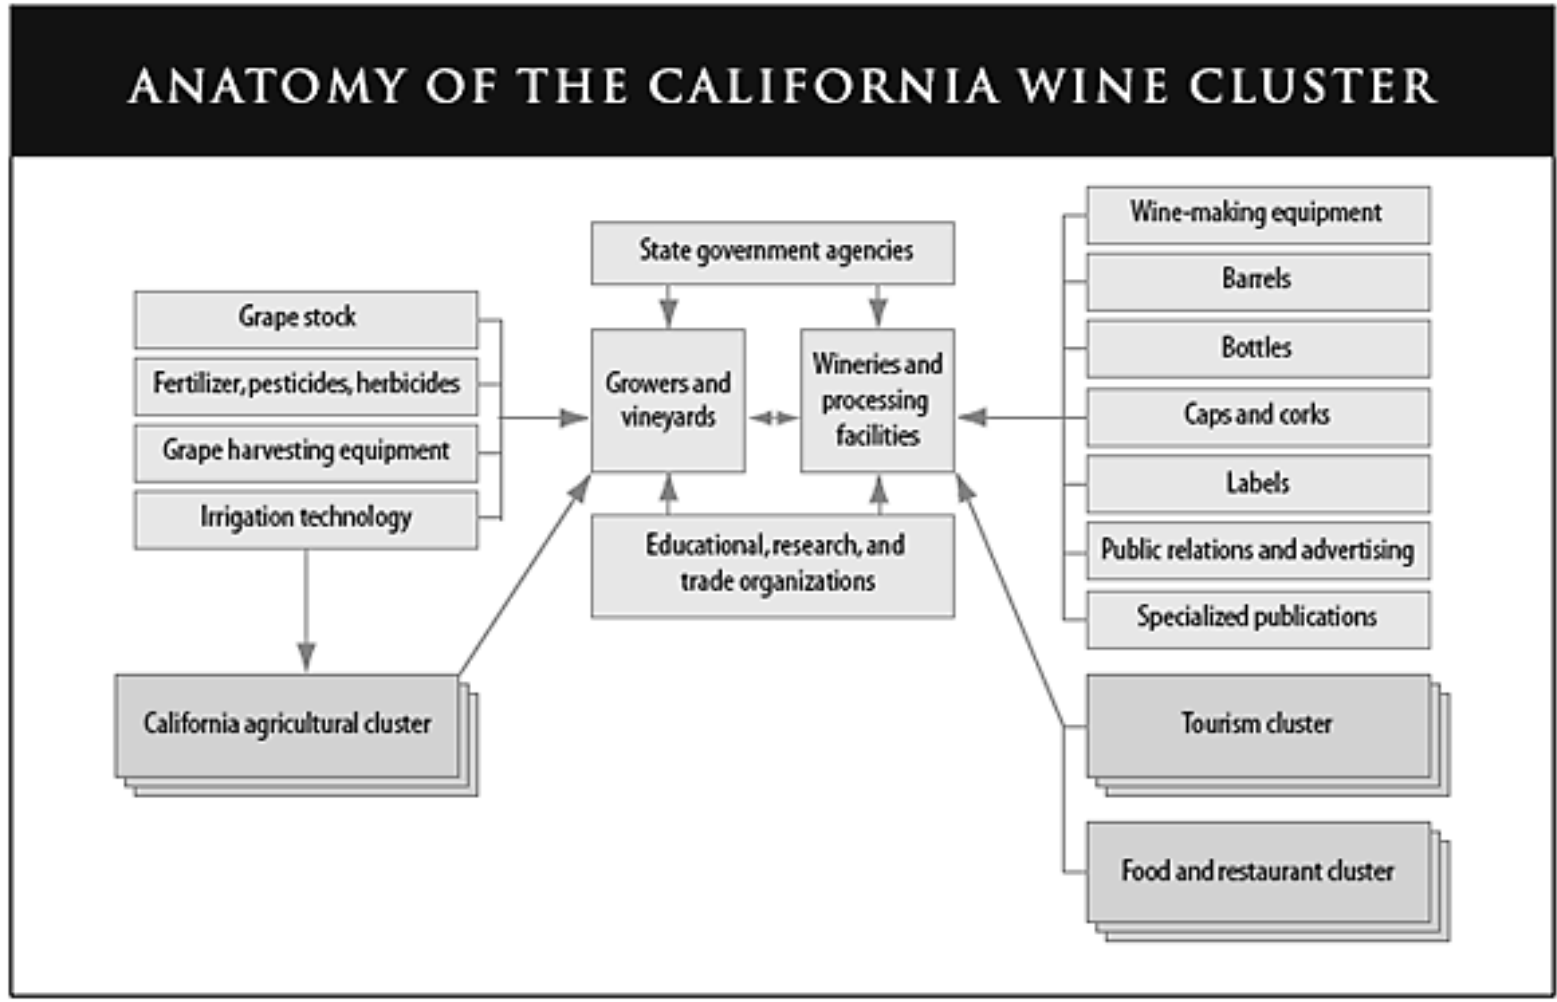 ANATOMY OF THE CALIFORNIA WINE CLUSTER
State government agencies
Grape stock
Fertilizer, pesticides, herbicides
Grape harvesting equipment
Irrigation technology
Growers and
vineyards
Wineries and
processing
facilities
Educational, research, and
trade organizations
Wine-making equipment
Barrels
Bottles
Caps and corks
Labels
Public relations and advertising
Specialized publications
California agricultural cluster
Tourism cluster
Food and restaurant cluster